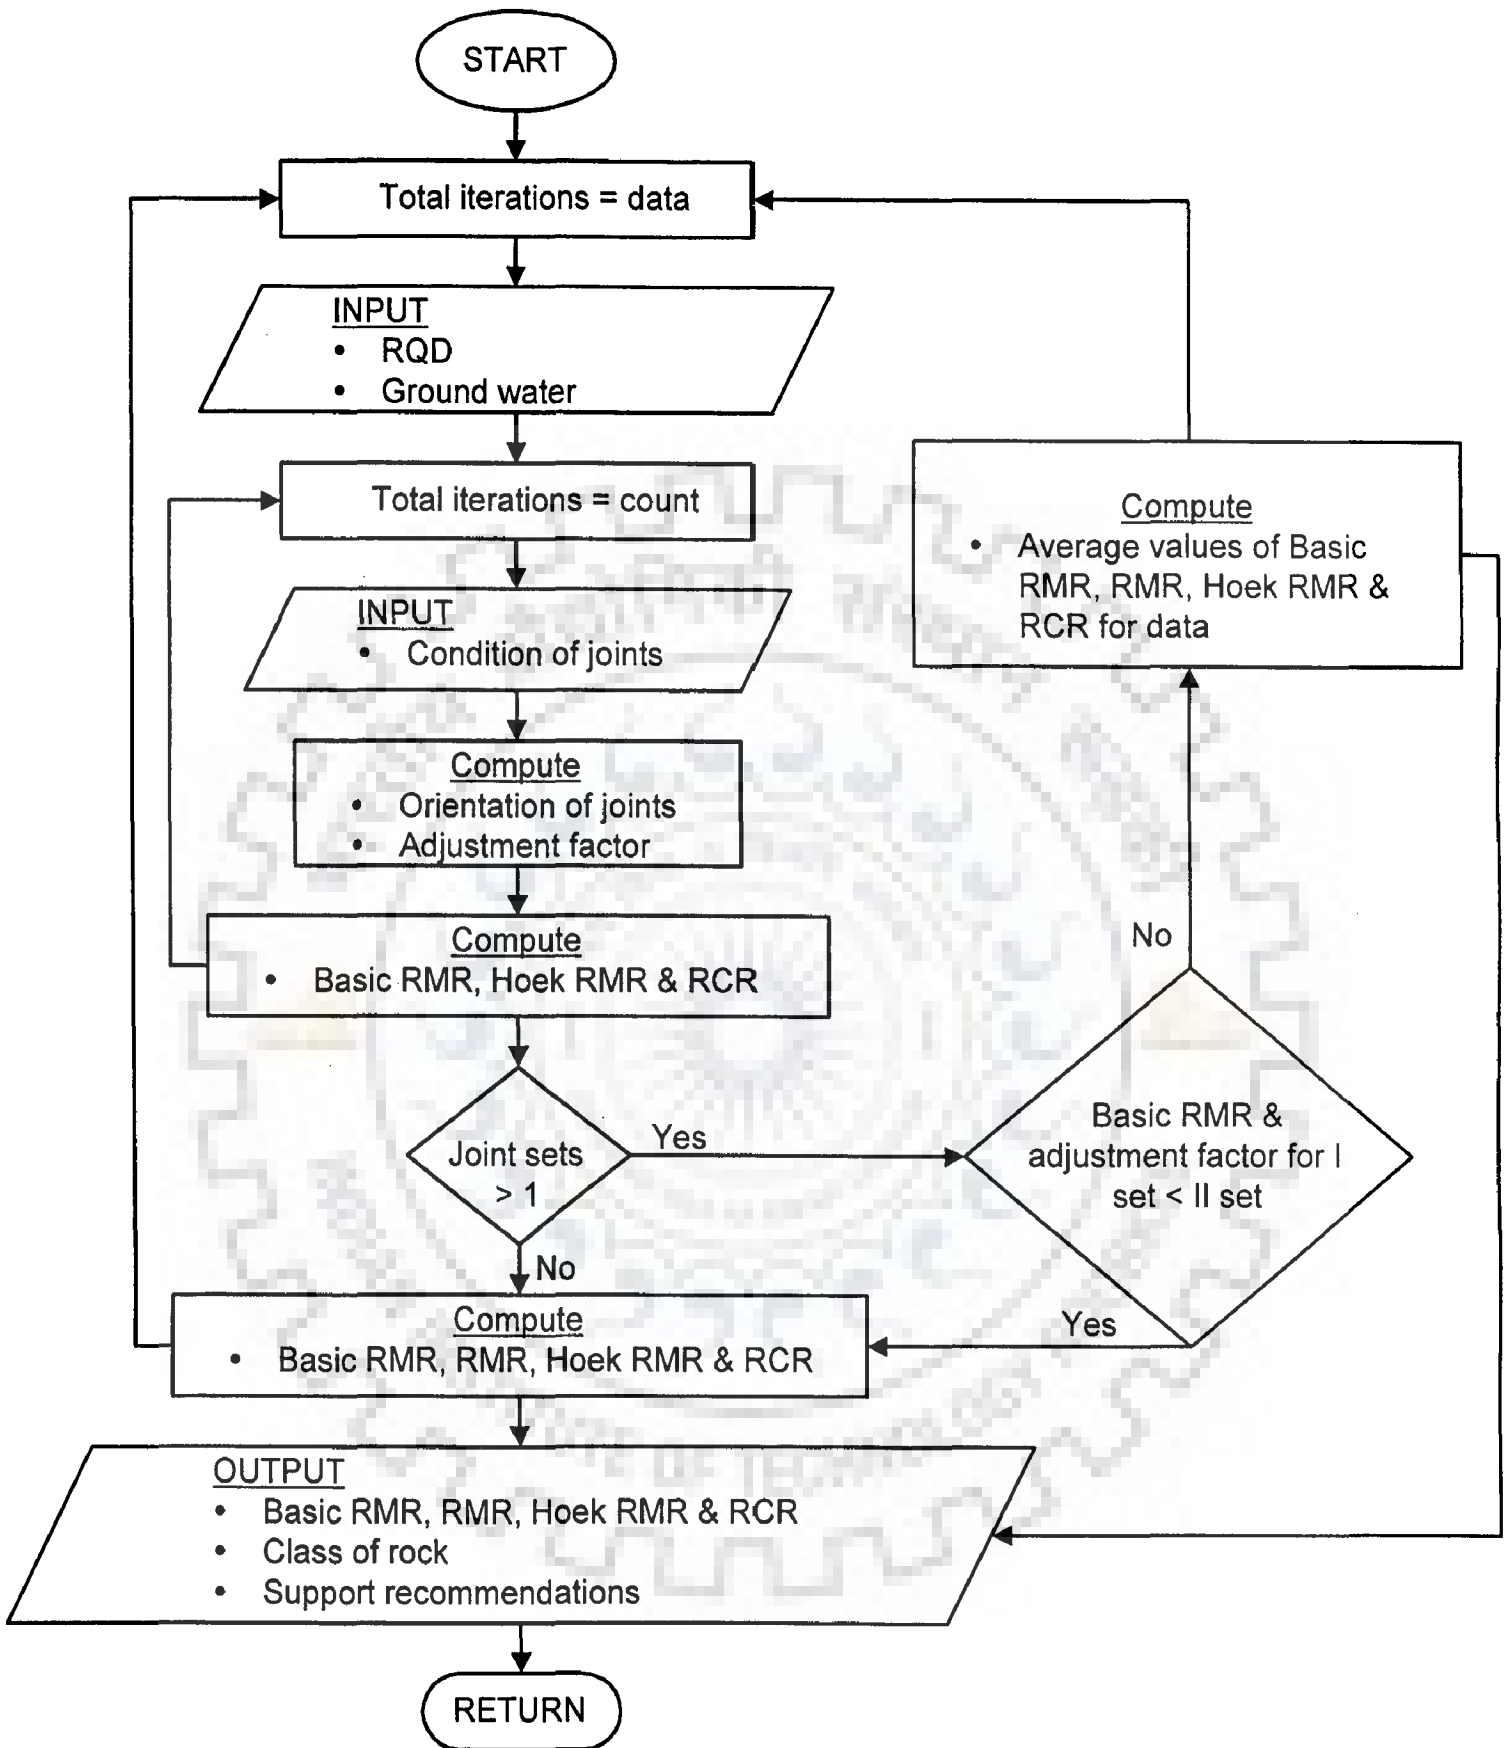 START
Total iterations = data
INPUT
• RQD
• Ground water
Total iterations = count
INPUT
• Condition of joints
Compute
• Orientation of joints
• Adjustment factor
Compute
• Basic RMR, Hoek RMR & RCR
Joint sets
> 1
Yes
No
Basic RMR &
adjustment factor for I
set < II set
No
Yes
Compute
• Average values of Basic
RMR, RMR, Hoek RMR &
RCR for data
Compute
• Basic RMR, RMR, Hoek RMR & RCR
OUTPUT
• Basic RMR, RMR, Hoek RMR & RCR
• Class of rock
• Support recommendations
RETURN